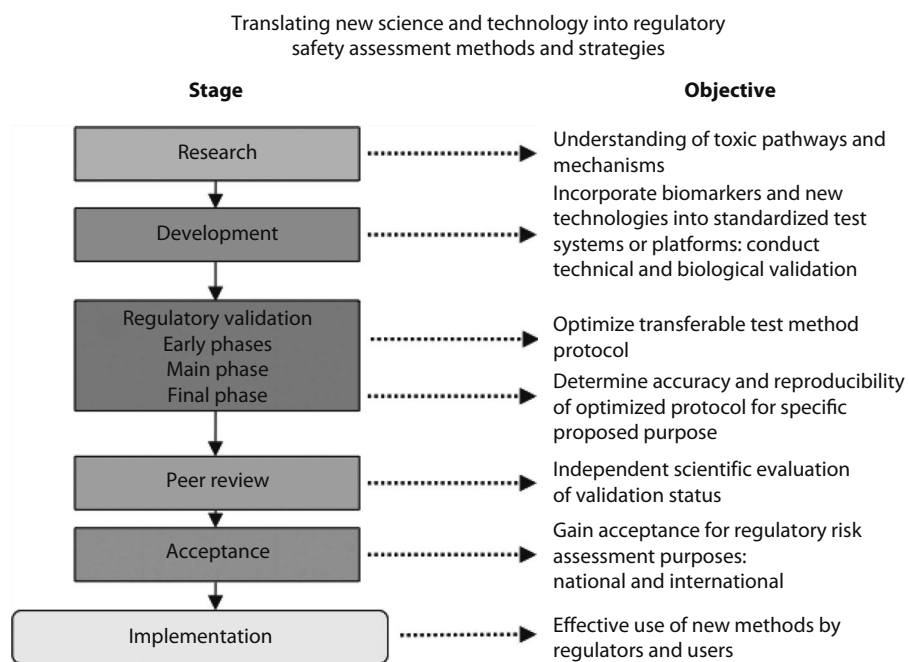 Translating new science and technology into regulatory
safety assessment methods and strategies
Stage
Objective
Research
Understanding of toxic pathways and
mechanisms
Development
Incorporate biomarkers and new
technologies into standardized test
systems or platforms: conduct
technical and biological validation
Regulatory validation
Early phases
Main phase
Final phase
Optimize transferable test method
protocol
Determine accuracy and reproducibility
of optimized protocol for specific
proposed purpose
Peer review
Independent scientific evaluation
of validation status
Acceptance
Gain acceptance for regulatory risk
assessment purposes:
national and international
Implementation
Effective use of new methods by
regulators and users